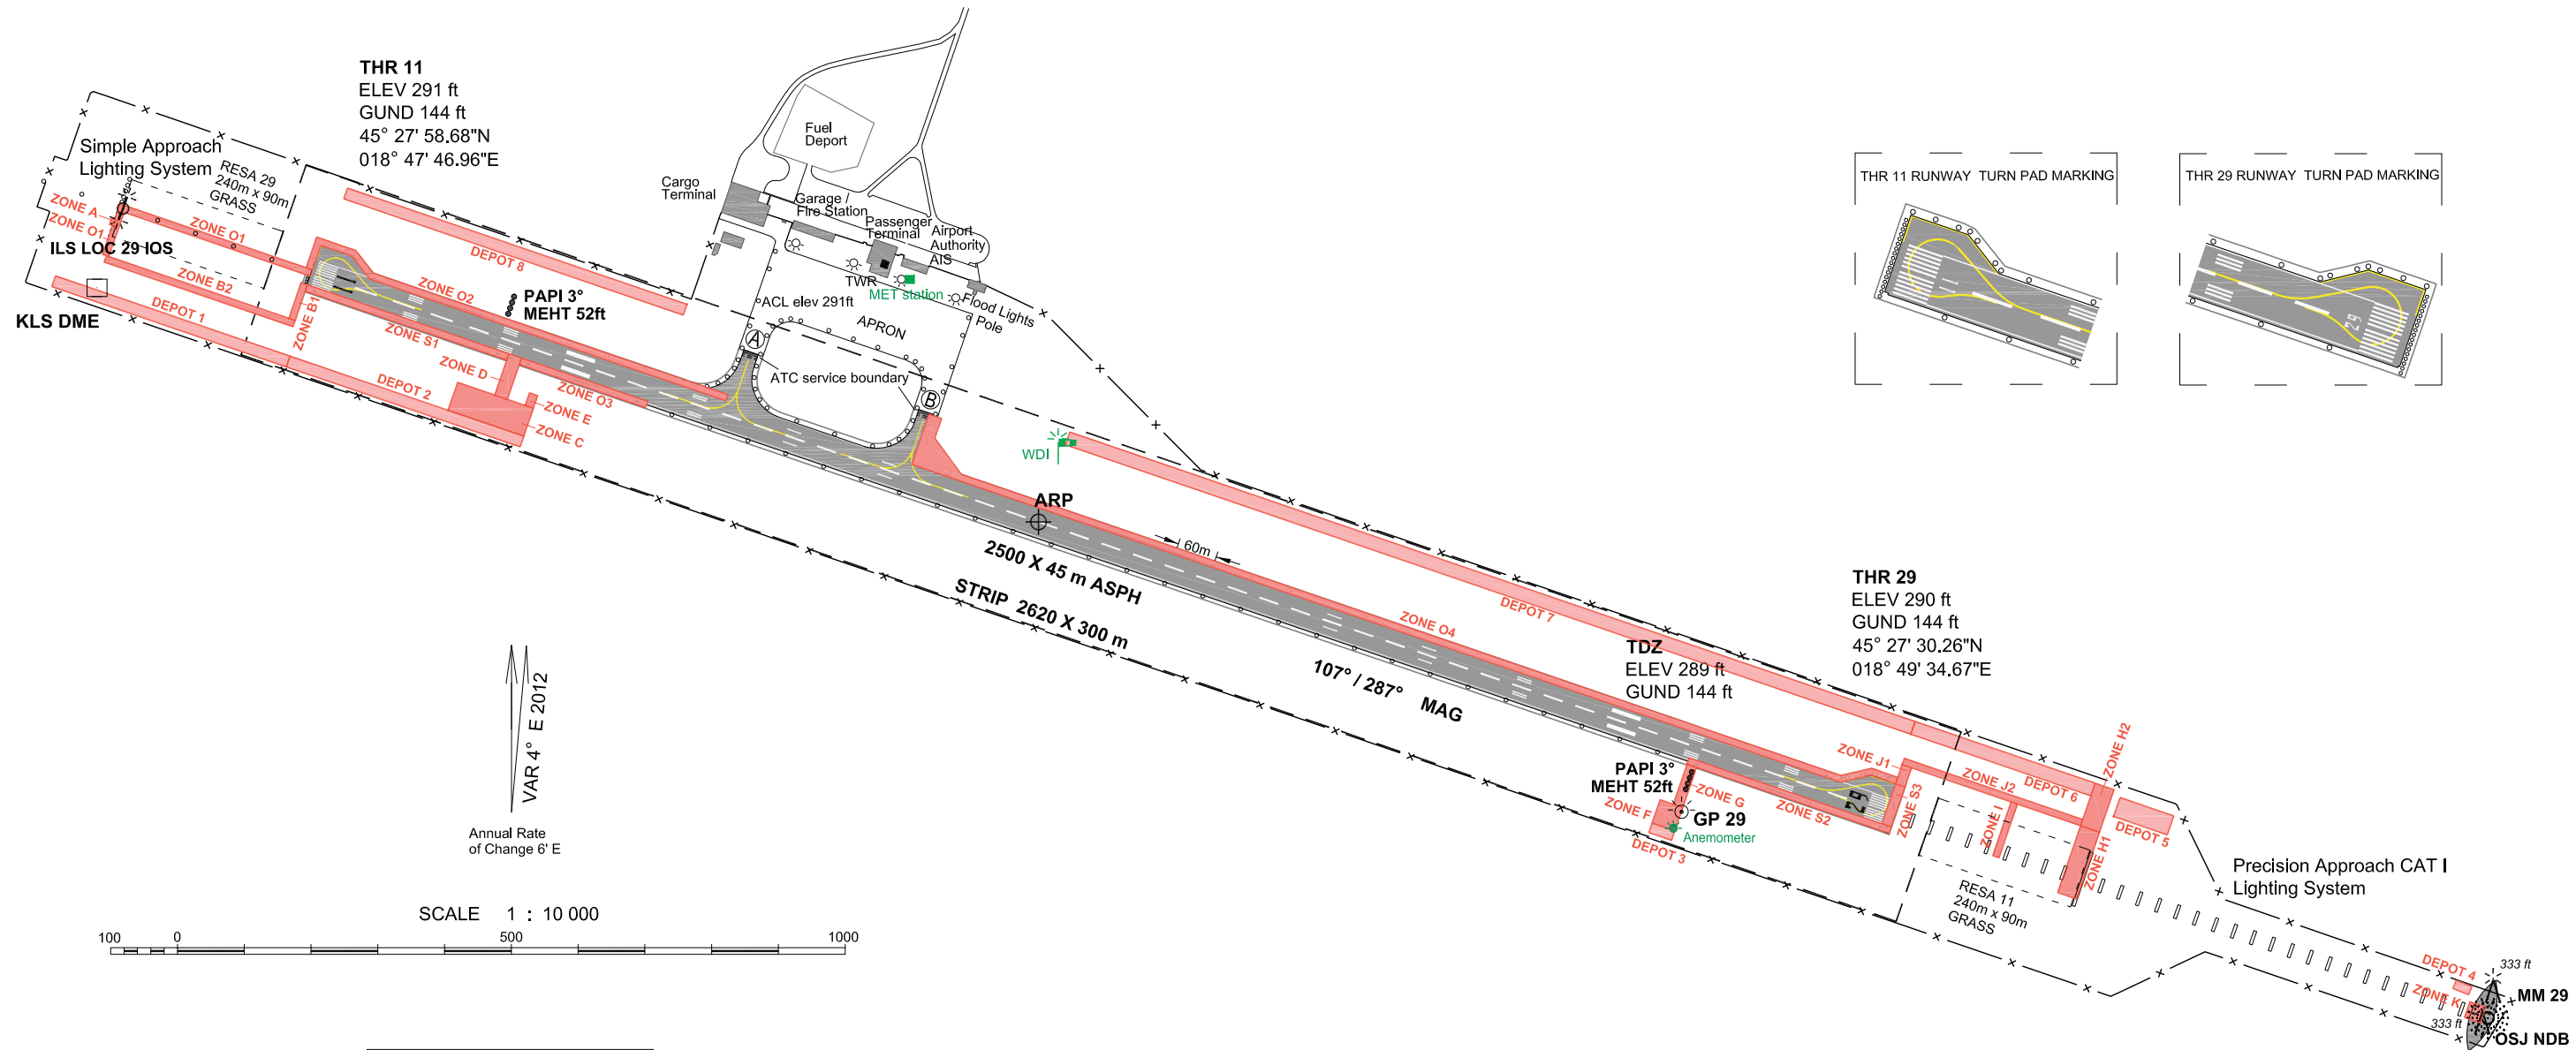 THR 11
ELEV 291 ft
GUND 144 ft
45° 27' 58.68"N
018° 47' 46.96"E
Simple Approach
Lighting System
RESA 29
240m x 90m
GRASS
ZONE A
ZONE O1
ZONE O1
ILS LOC 29 IOS
ZONE B2
DEPOT 1
KLS DME
ZONE B1
11
DEPOT 8
ZONE O2
PAPI 3°
MEHT 52ft
ZONE S1
ZONE D
DEPOT 2
ZONE O3
ZONE E
ZONE C
Fuel
Deport
Cargo
Terminal
Garage /
Fire Station
Passenger
Terminal
Airport
Authority
AIS
TWR
MET station
Flood Lights
Pole
ACL elev 291ft
APRON
A
ATC service boundary
B
WDI
ARP
60m
2500 X 45 m ASPH
STRIP 2620 X 300 m
107° / 287° MAG
ZONE O4
DEPOT 7
TDZ
ELEV 289 ft
GUND 144 ft
THR 29
ELEV 290 ft
GUND 144 ft
45° 27' 30.26"N
018° 49' 34.67"E
THR 11 RUNWAY TURN PAD MARKING
THR 29 RUNWAY TURN PAD MARKING
29
PAPI 3°
MEHT 52ft
ZONE F
ZONE G
GP 29
Anemometer
DEPOT 3
ZONE S2
29
ZONE J1
ZONE S3
ZONE J2
ZONE I
DEPOT 6
ZONE H2
ZONE H1
DEPOT 5
RESA 11
240m x 90m
GRASS
Precision Approach CAT I
Lighting System
DEPOT 4
333 ft
ZONE K
MM 29
333 ft
OSJ NDB
VAR 4° E 2012
Annual Rate
of Change 6' E
SCALE 1 : 10 000
100 0 500 1000